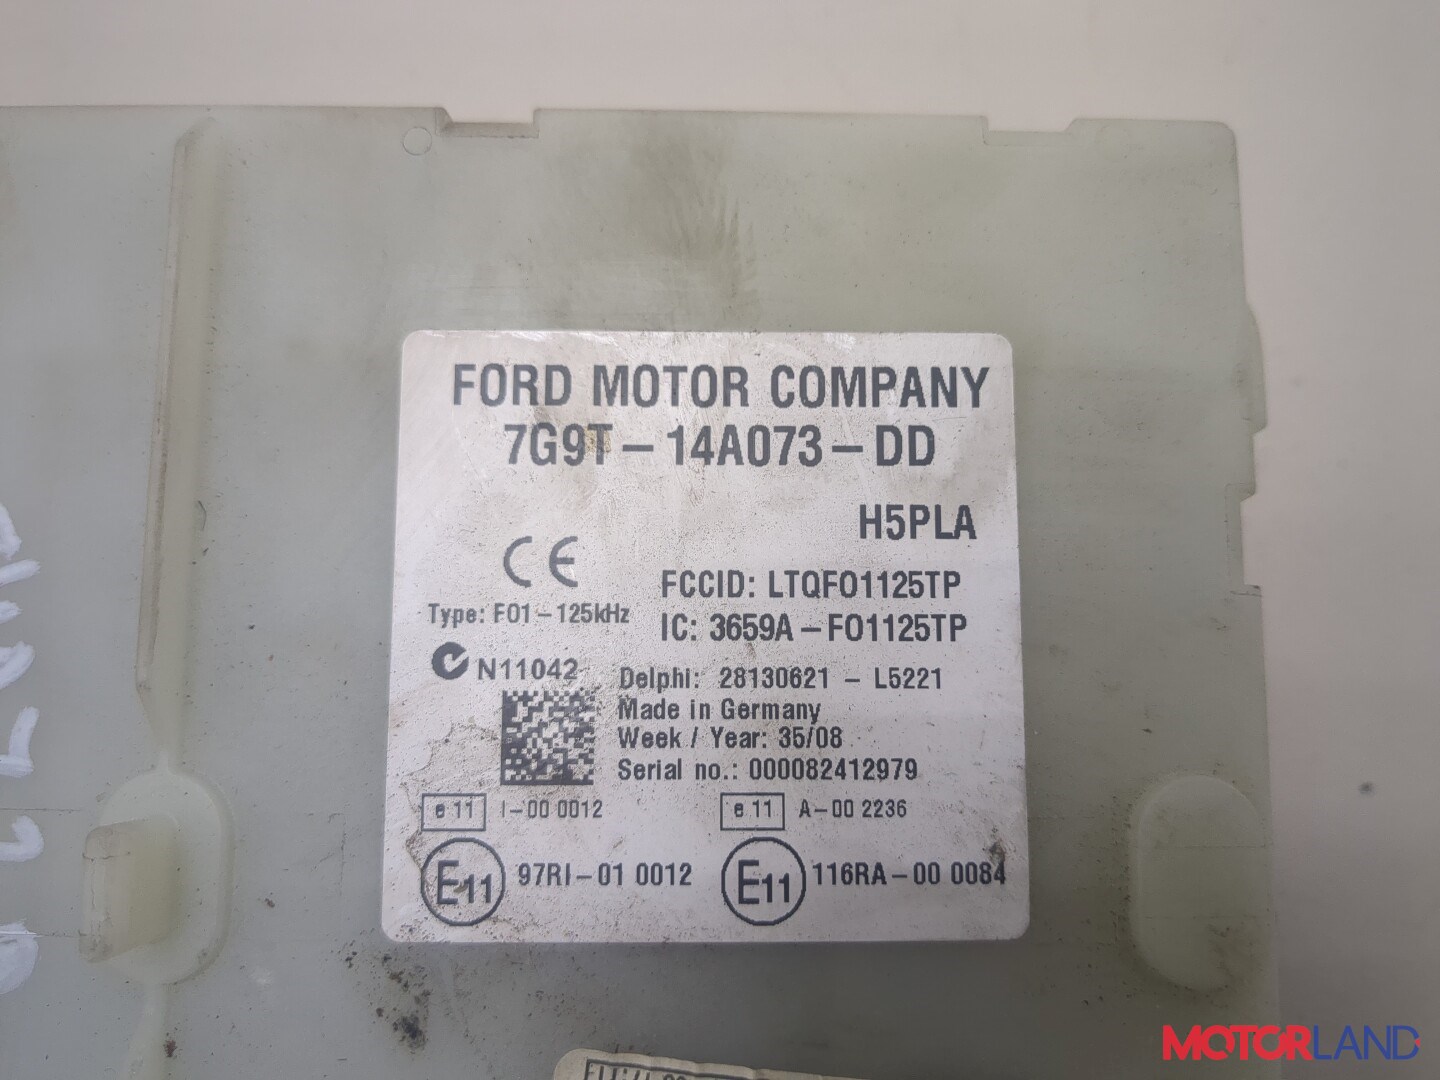 FORD MOTOR COMPANY
7G9T - 14A073 - DD
H5PLA
CE
FCCID: LTQFO1125TP
Type: F01 - 125kHz
IC: 3659A - FO1125TP
N11042
Delphi: 28130621 - L5221
Made in Germany
Week / Year: 35/08
Serial no.: 000082412979
e 11 I-00 0012
e 11 A-00 2236
E11 97RI-01 0012
E11 116RA-00 0084
MOTORLAND